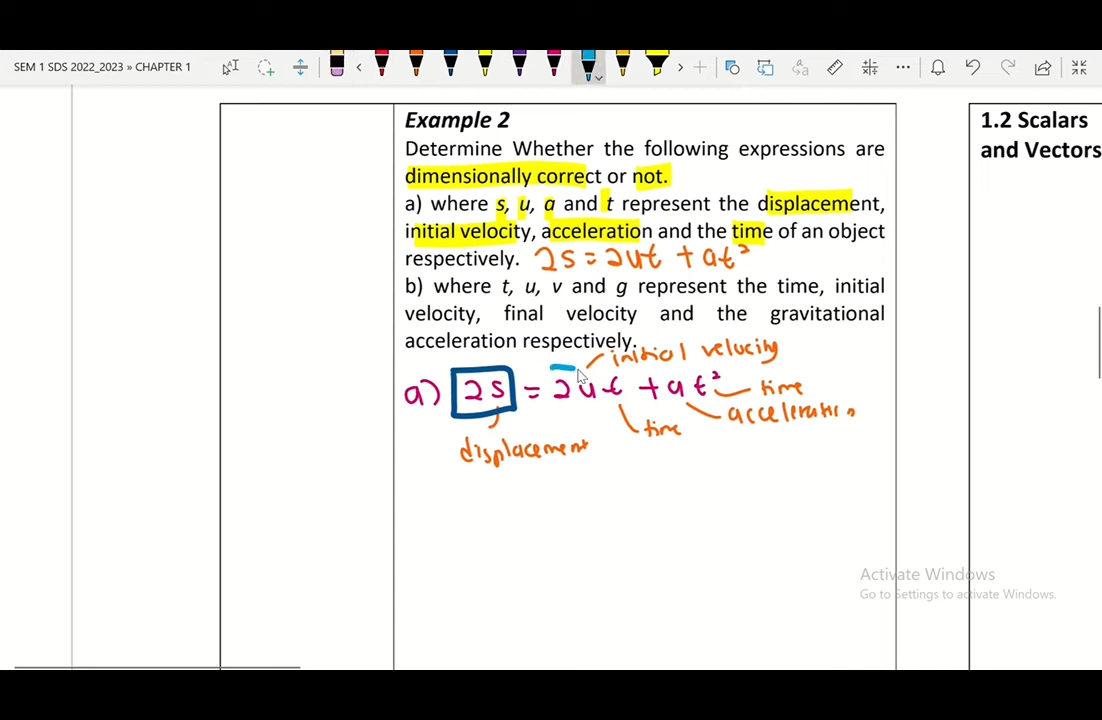 SEM 1 SDS 2022_2023 » CHAPTER 1
Example 2
Determine Whether the following expressions are
dimensionally correct or not.
a) where s, u, a and t represent the displacement,
initial velocity, acceleration and the time of an object
respectively. 2s = 2ut + at²
b) where t, u, v and g represent the time, initial
velocity, final velocity and the gravitational
acceleration respectively.
initial velocity
a) 2s = 2ut + at²
time
acceleration
time
displacement
1.2 Scalars
and Vectors
Activate Windows
Go to Settings to activate Windows.